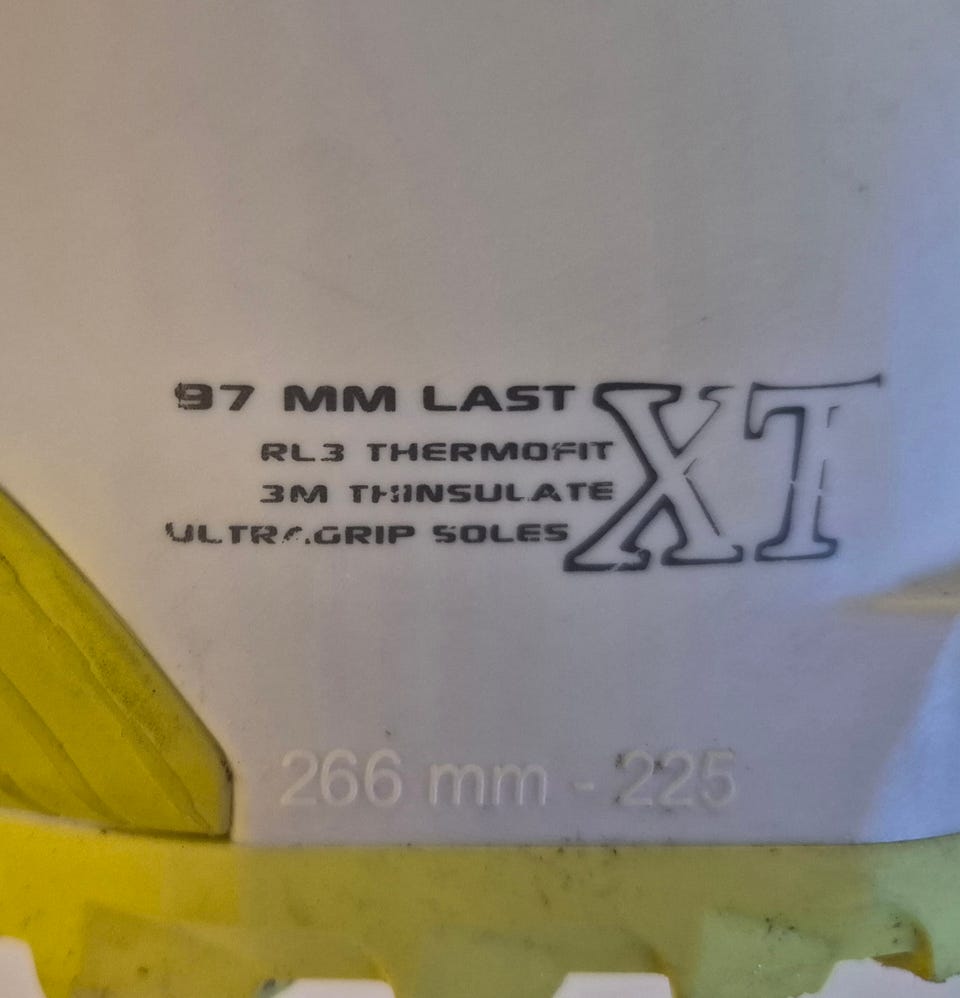 97 MM LAST
RL3 THERMOFIT
3M THINSULATE
ULTRA.GRIP SOLES
XT
266 mm - 225